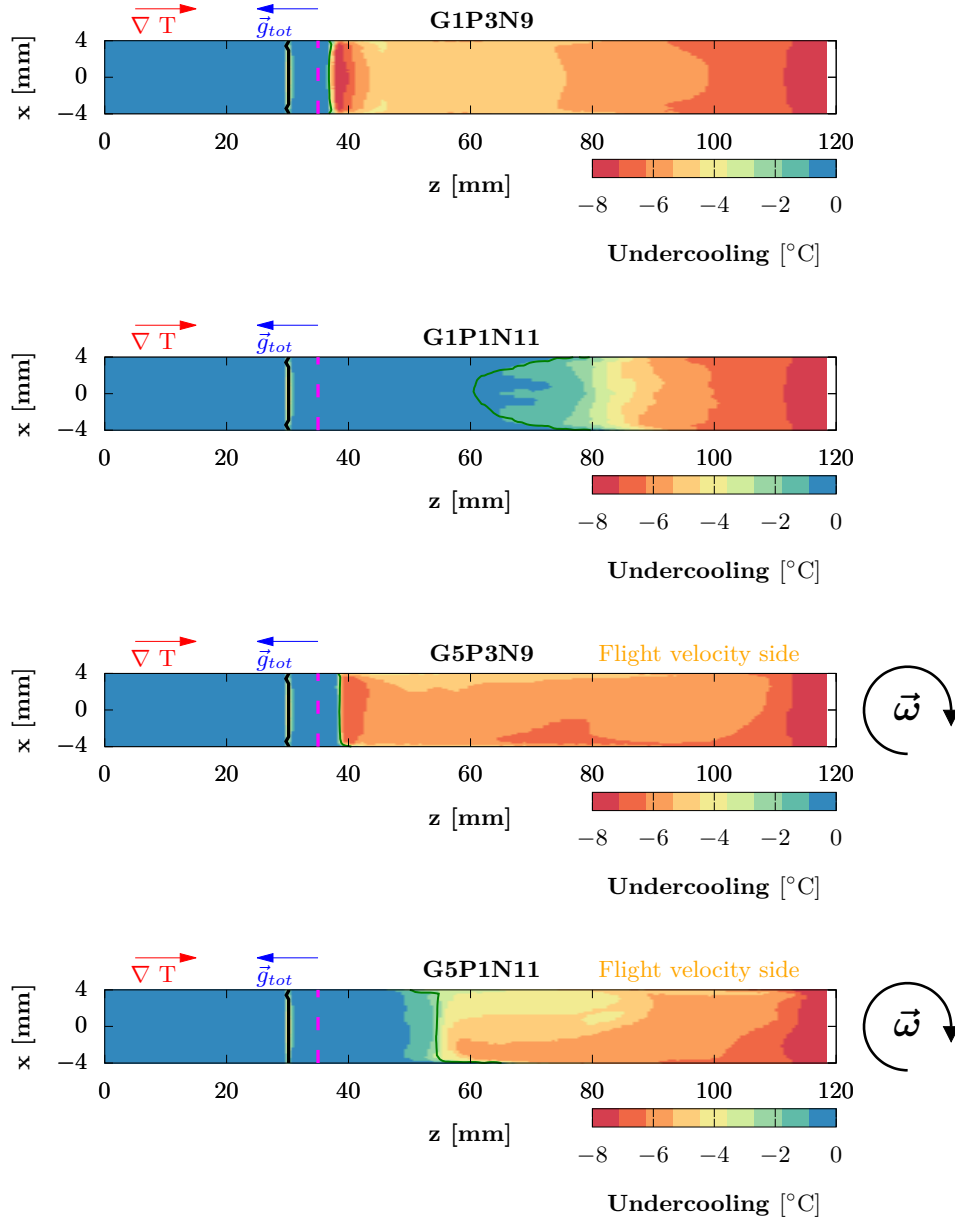 ∇ T
g⃗tot
G1P3N9
x [mm]
4
0
−4
0 20 40 60 80 100 120
z [mm]
−8 −6 −4 −2 0
Undercooling [°C]
∇ T
g⃗tot
G1P1N11
x [mm]
4
0
−4
0 20 40 60 80 100 120
z [mm]
−8 −6 −4 −2 0
Undercooling [°C]
∇ T
g⃗tot
G5P3N9
Flight velocity side
x [mm]
4
0
−4
ω⃗
0 20 40 60 80 100 120
z [mm]
−8 −6 −4 −2 0
Undercooling [°C]
∇ T
g⃗tot
G5P1N11
Flight velocity side
x [mm]
4
0
−4
ω⃗
0 20 40 60 80 100 120
z [mm]
−8 −6 −4 −2 0
Undercooling [°C]